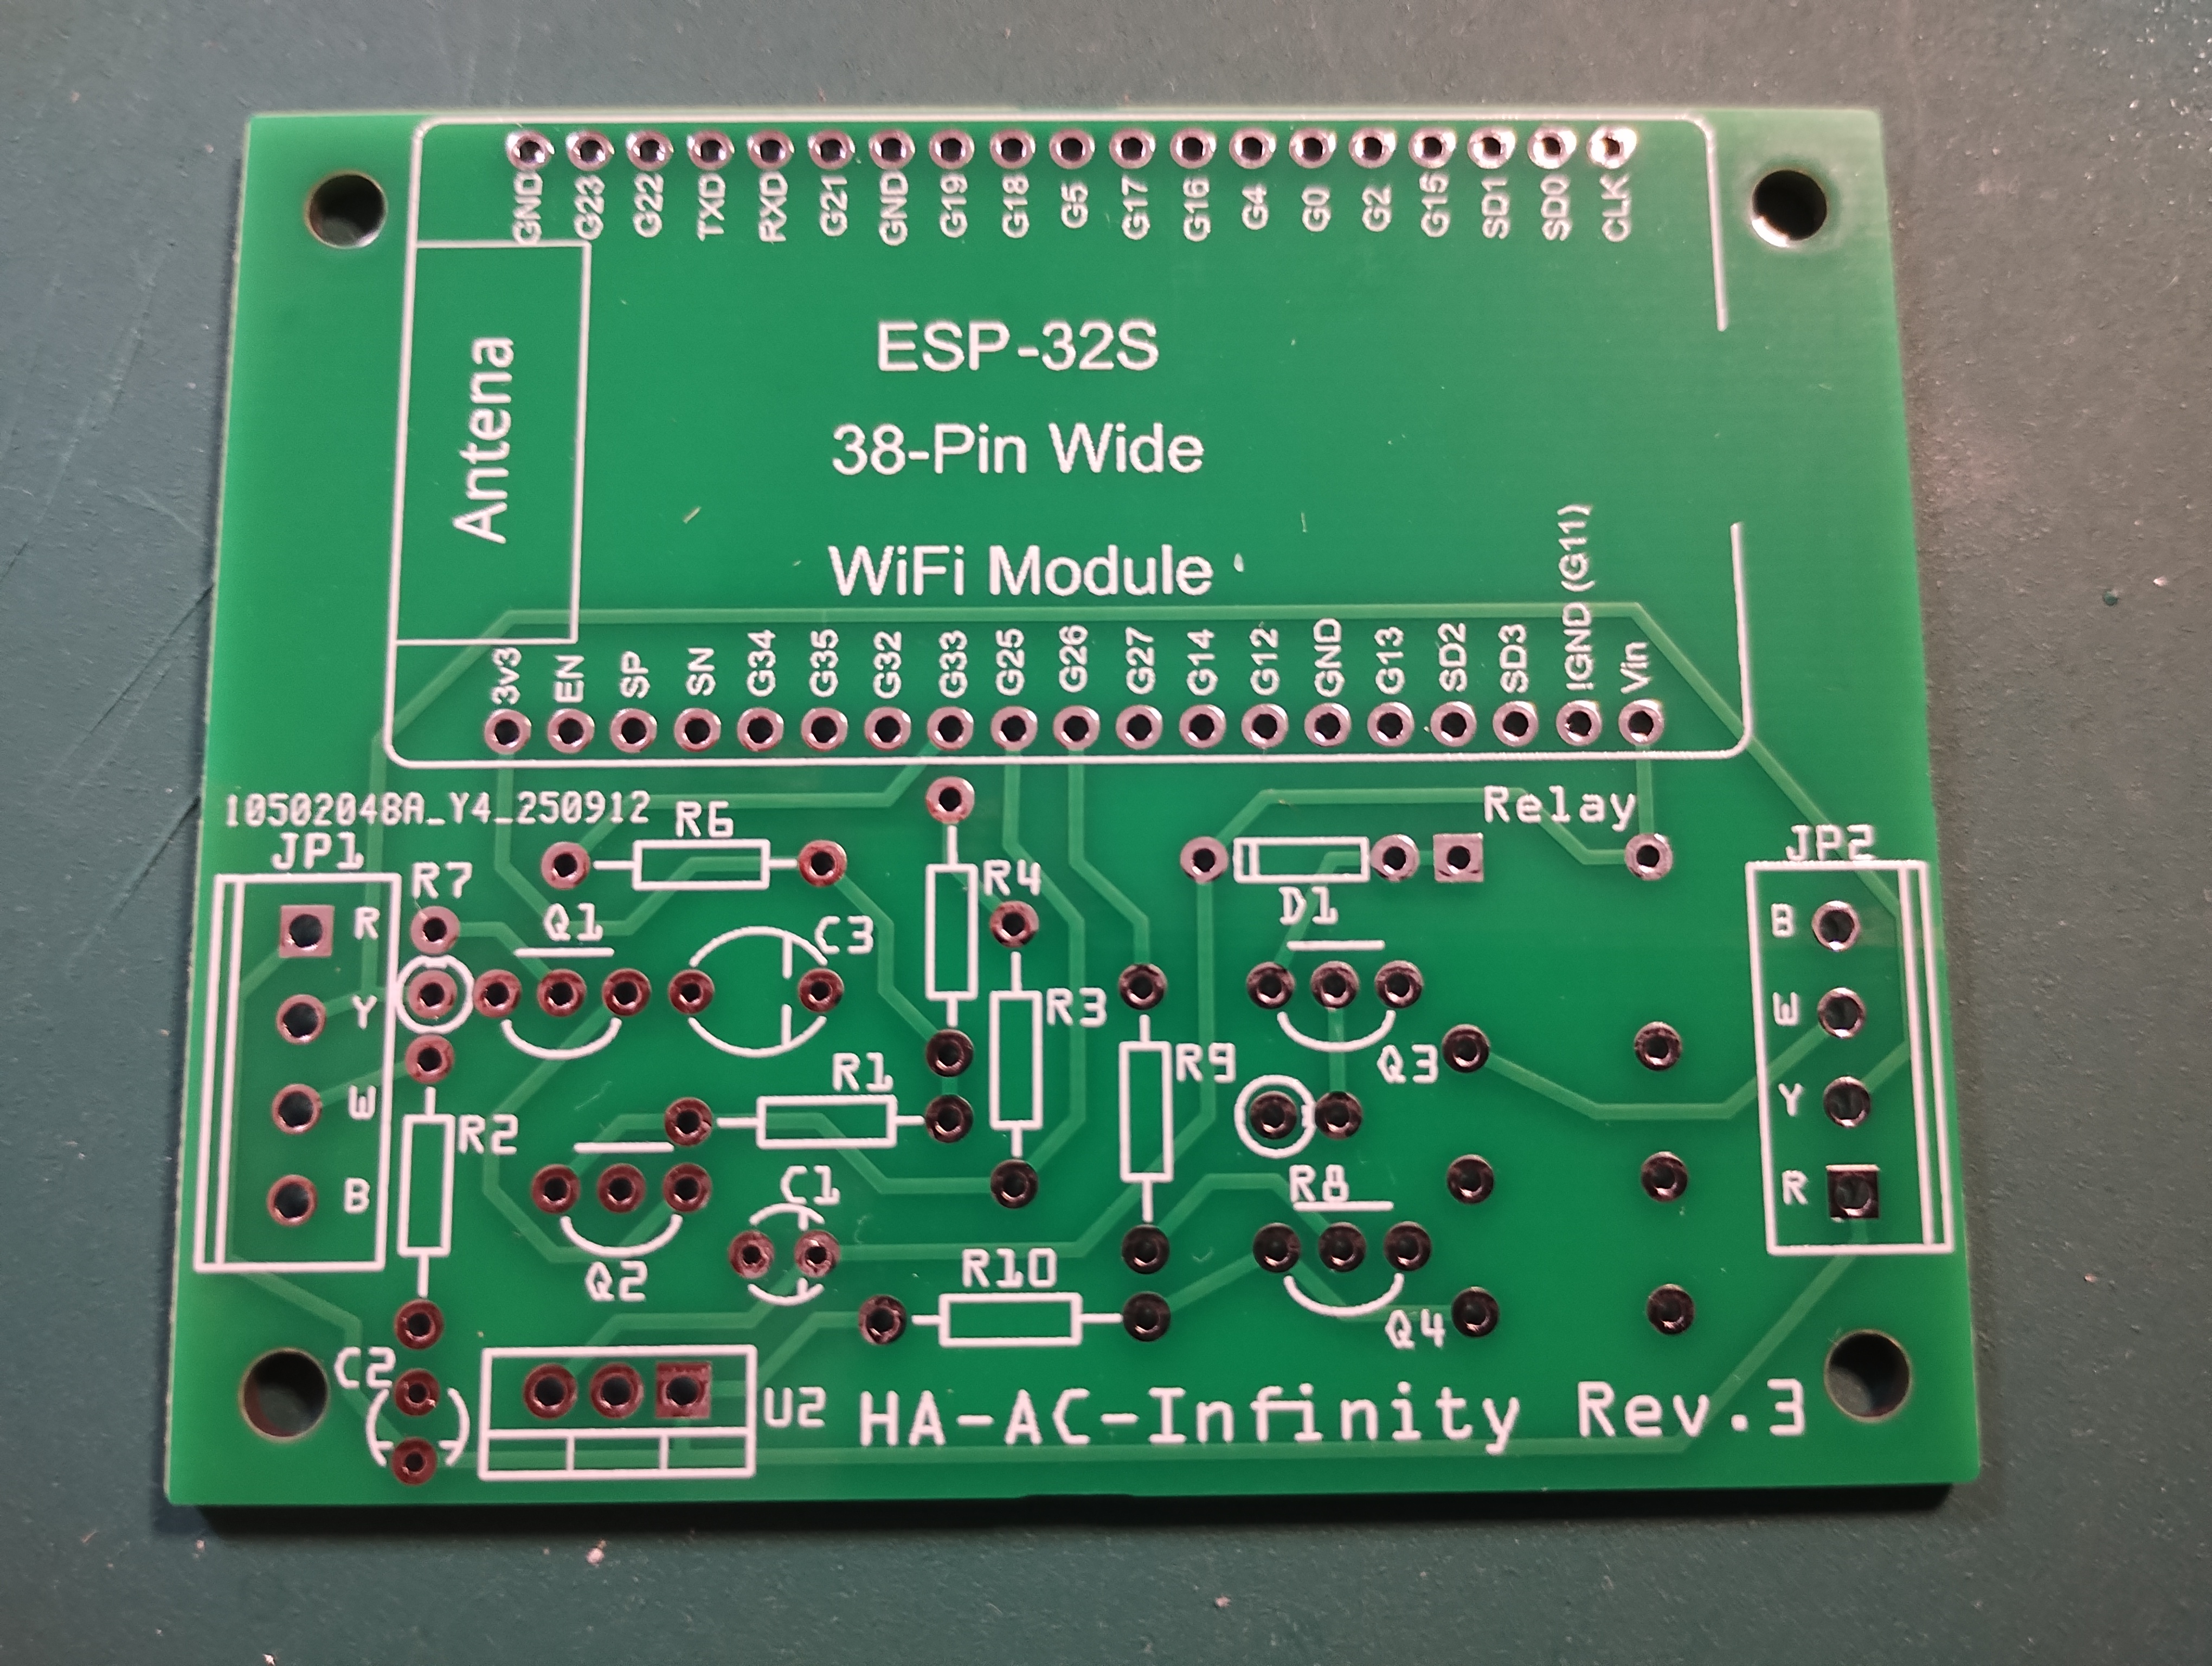 GND G23 G22 TXD RXD G21 GND G19 G18 G5 G17 G16 G4 G0 G2 G15 SD1 SD0 CLK
Antena
ESP-32S
38-Pin Wide
WiFi Module
3v3 EN SP SN G34 G35 G32 G33 G25 G26 G27 G14 G12 GND G13 SD2 SD3 !GND (G11) Vin
10502048A_Y4_250912
R6
Relay
JP1
JP2
R7
R4
D1
R
Q1
C3
B
Y
R3
W
W
R1
R9
Q3
Y
B
R2
C1
R8
R
Q2
R10
Q4
C2
U2
HA-AC-Infinity Rev.3